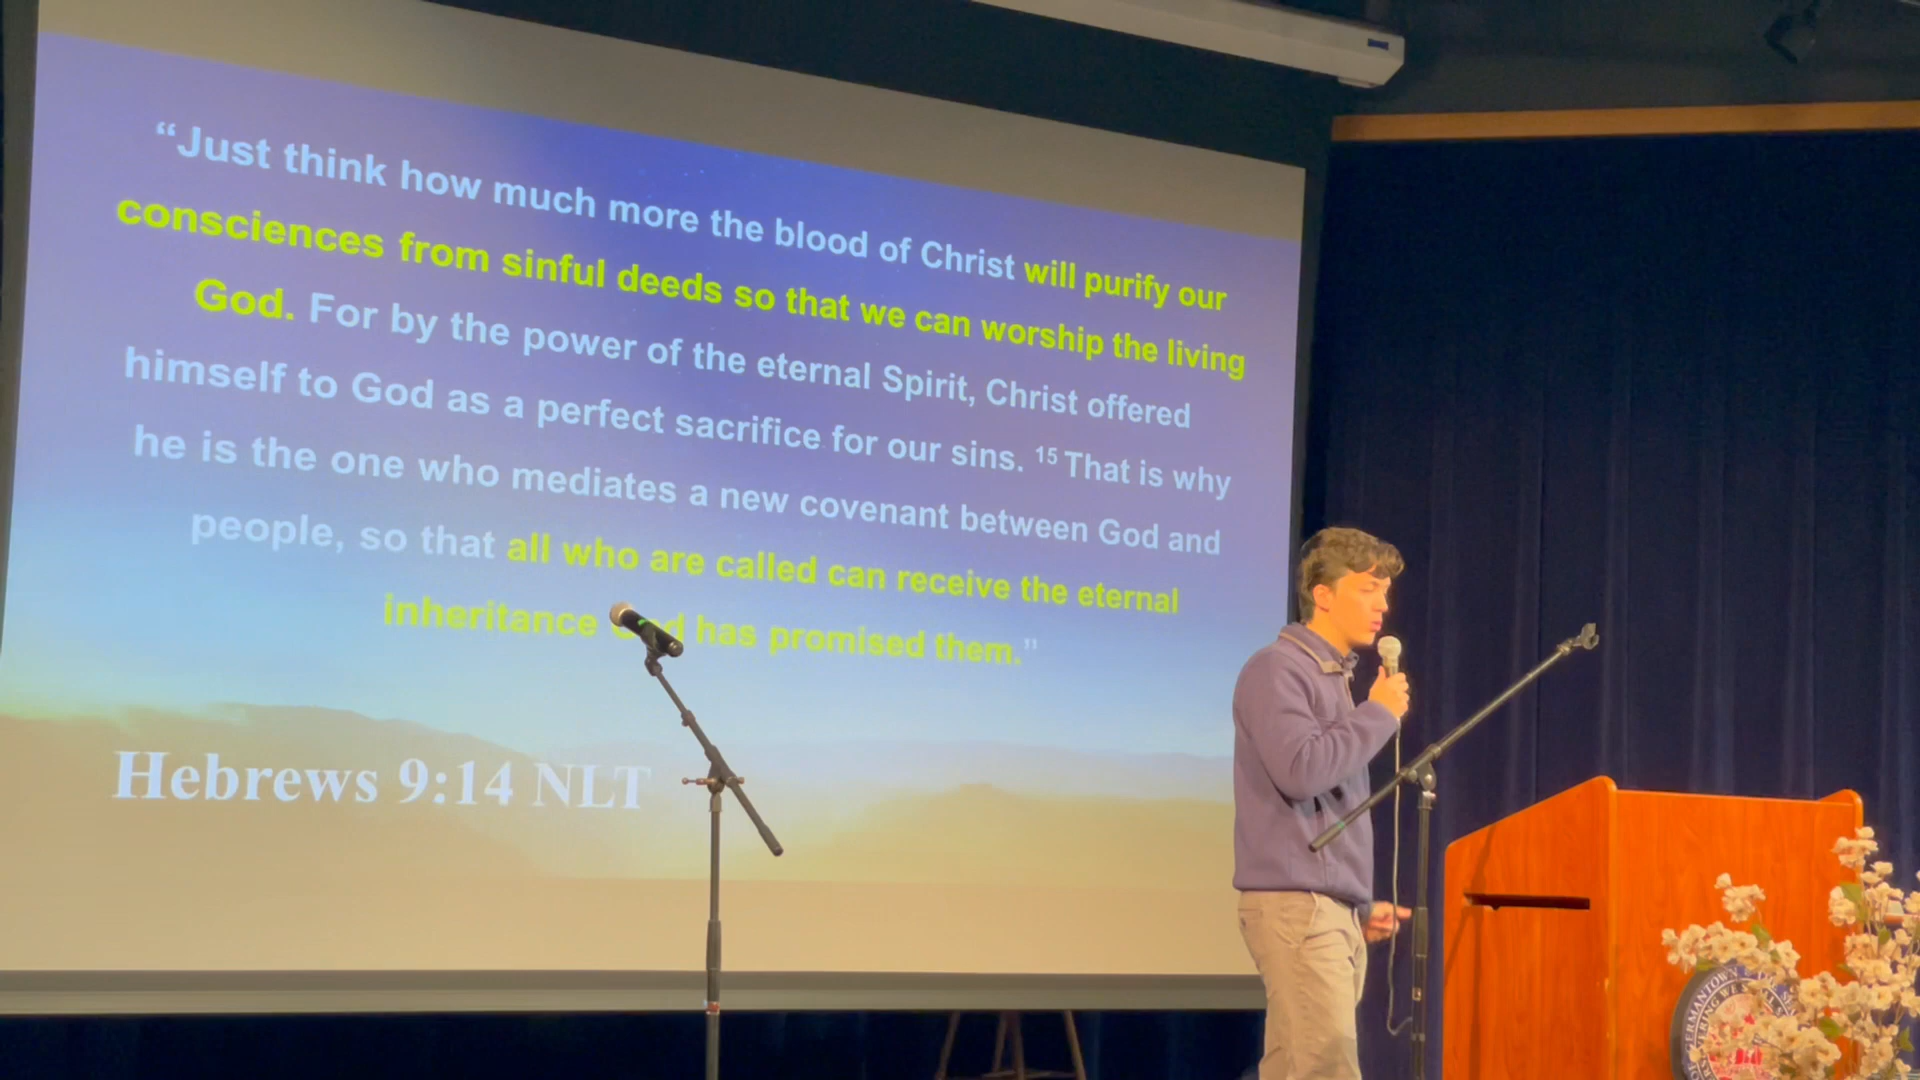 “Just think how much more the blood of Christ will purify our
consciences from sinful deeds so that we can worship the living
God. For by the power of the eternal Spirit, Christ offered
himself to God as a perfect sacrifice for our sins. 15 That is why
he is the one who mediates a new covenant between God and
people, so that all who are called can receive the eternal
inheritance God has promised them.”
Hebrews 9:14 NLT